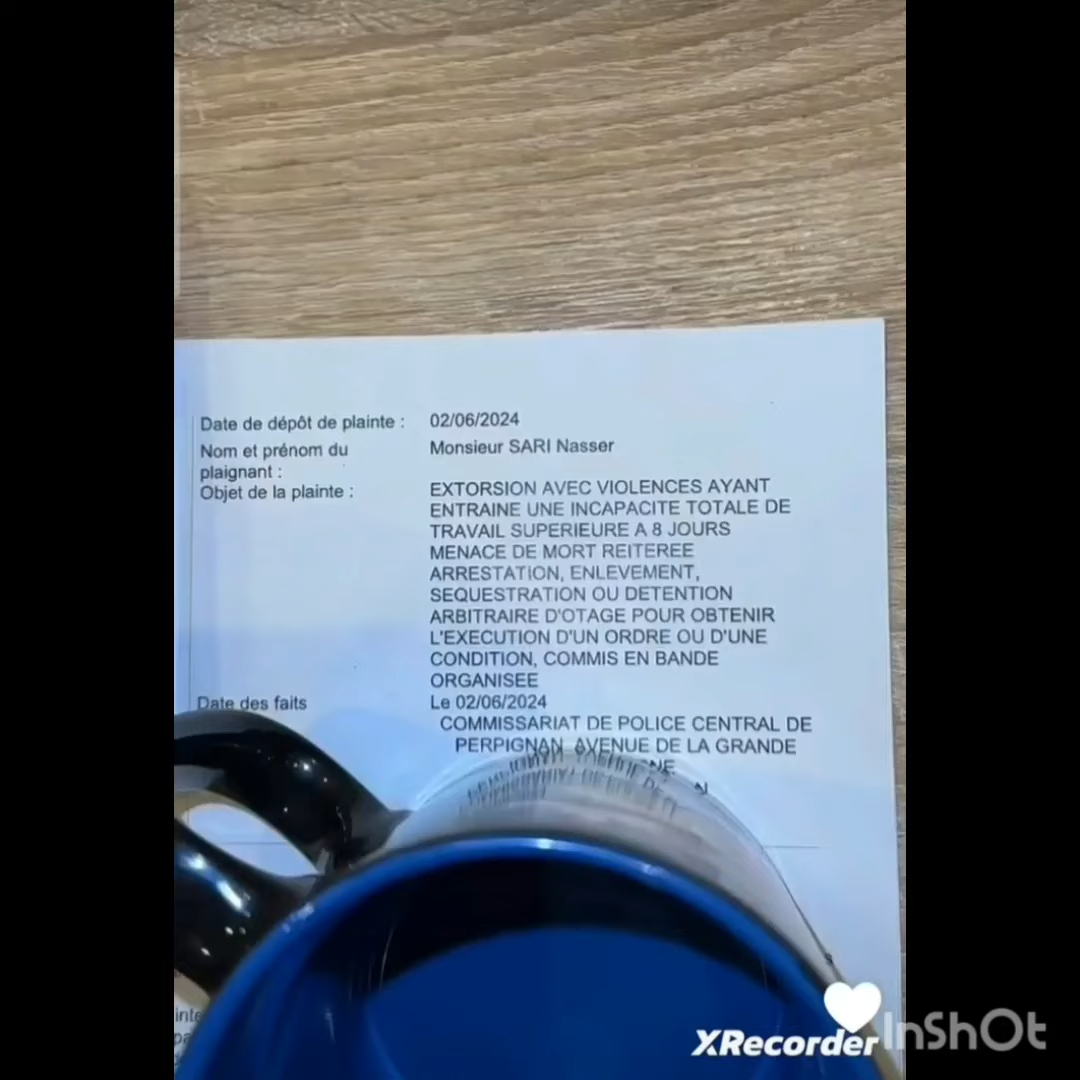 Date de dépôt de plainte : 02/06/2024
Nom et prénom du Monsieur SARI Nasser
plaignant :
Objet de la plainte : EXTORSION AVEC VIOLENCES AYANT
ENTRAINE UNE INCAPACITE TOTALE DE
TRAVAIL SUPERIEURE A 8 JOURS
MENACE DE MORT REITEREE
ARRESTATION, ENLEVEMENT,
SEQUESTRATION OU DETENTION
ARBITRAIRE D'OTAGE POUR OBTENIR
L'EXECUTION D'UN ORDRE OU D'UNE
CONDITION, COMMIS EN BANDE
ORGANISEE
Date des faits Le 02/06/2024
COMMISSARIAT DE POLICE CENTRAL DE
PERPIGNAN AVENUE DE LA GRANDE
XRecorder
InShOt